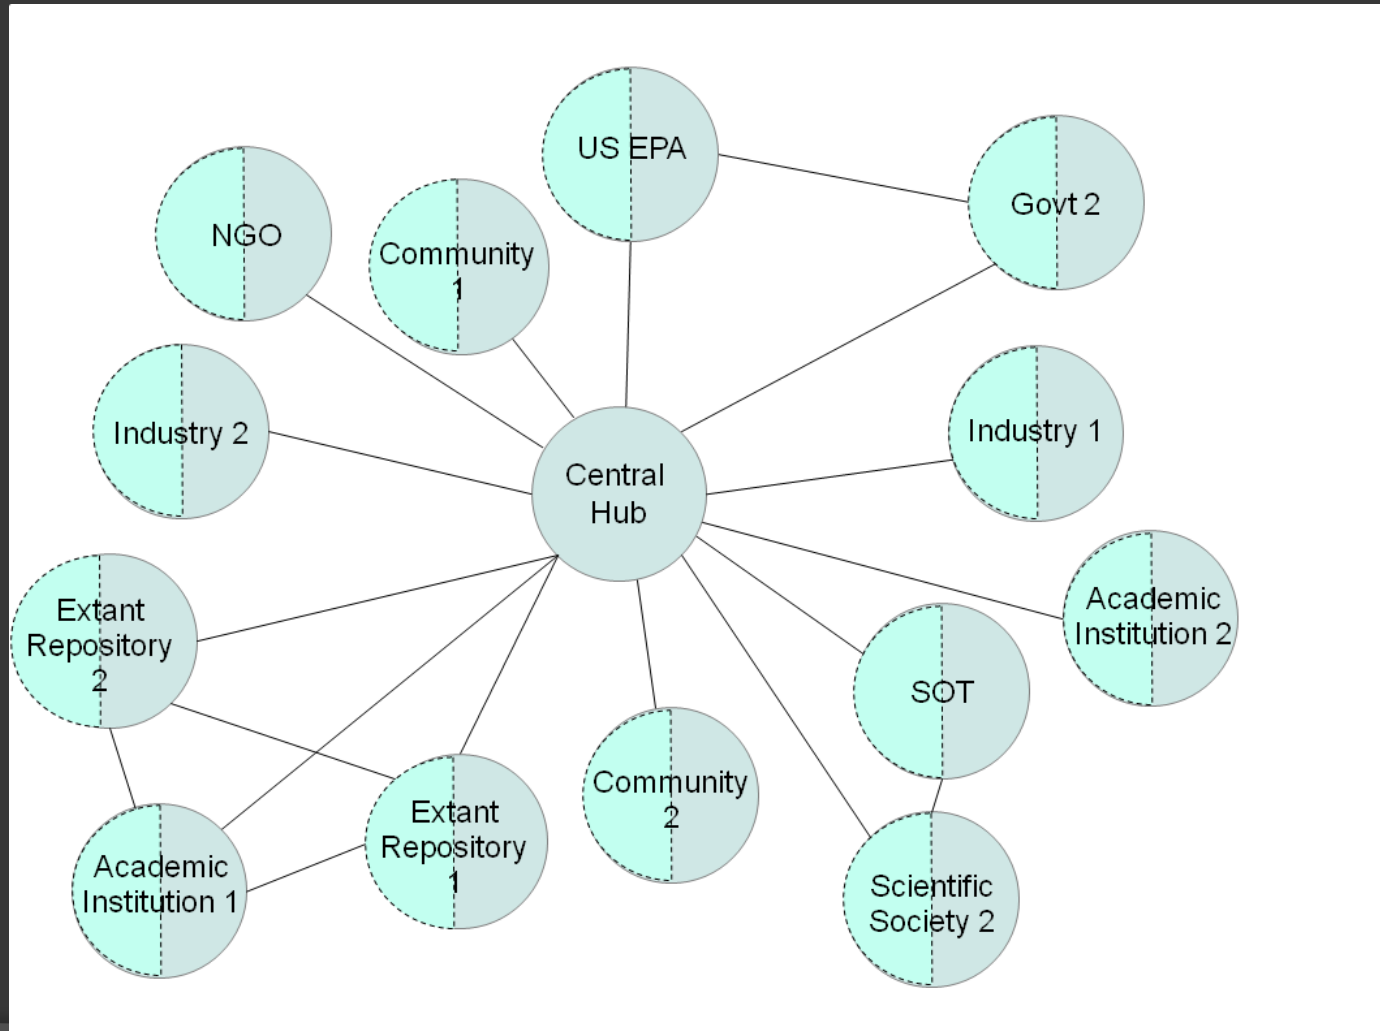 US EPA
Govt 2
NGO
Community
1
Industry 2
Industry 1
Central
Hub
Extant
Repository
2
Academic
Institution 2
SOT
Community
2
Extant
Repository
1
Academic
Institution 1
Scientific
Society 2